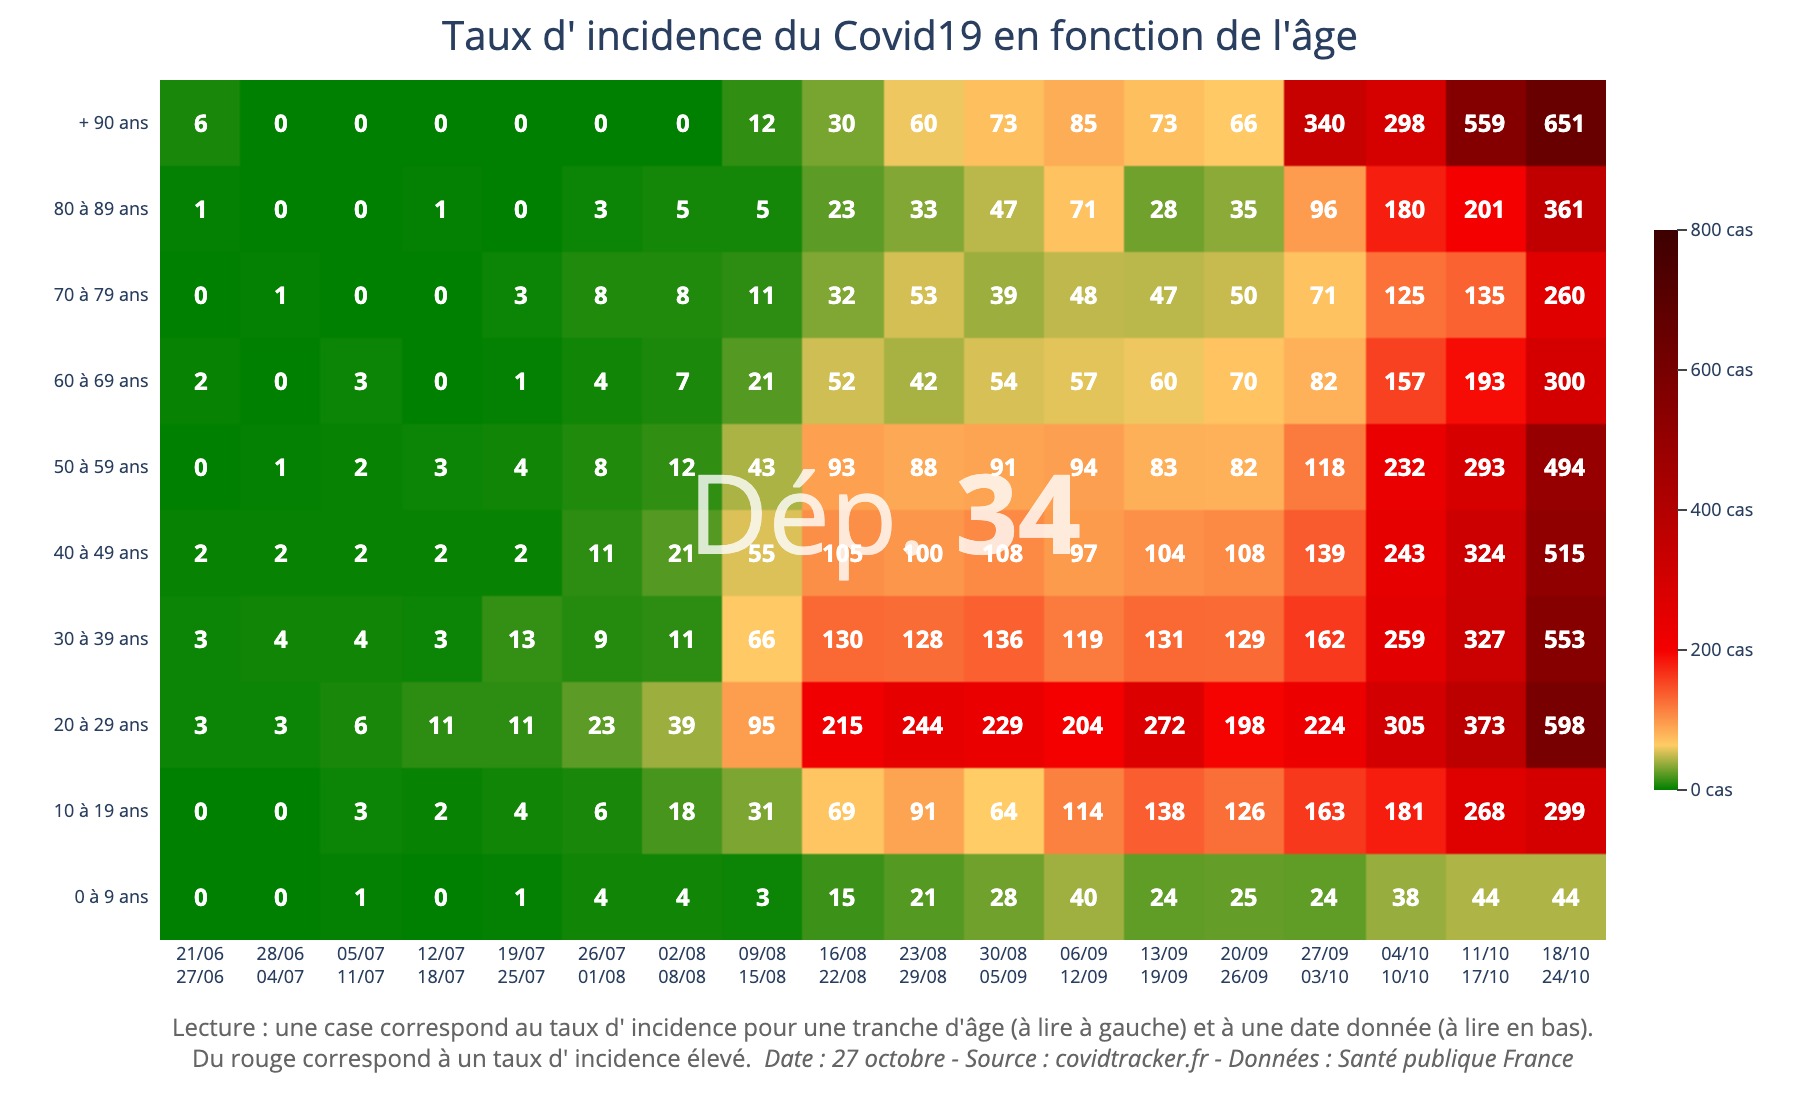 Taux d' incidence du Covid19 en fonction de l'âge
+ 90 ans 6 0 0 0 0 0 0 12 30 60 73 85 73 66 340 298 559 651
80 à 89 ans 1 0 0 1 0 3 5 5 23 33 47 71 28 35 96 180 201 361
70 à 79 ans 0 1 0 0 3 8 8 11 32 53 39 48 47 50 71 125 135 260
60 à 69 ans 2 0 3 0 1 4 7 21 52 42 54 57 60 70 82 157 193 300
50 à 59 ans 0 1 2 3 4 8 12 43 93 88 91 94 83 82 118 232 293 494
Dép. 34
40 à 49 ans 2 2 2 2 2 11 21 55 105 100 108 97 104 108 139 243 324 515
30 à 39 ans 3 4 4 3 13 9 11 66 130 128 136 119 131 129 162 259 327 553
20 à 29 ans 3 3 6 11 11 23 39 95 215 244 229 204 272 198 224 305 373 598
10 à 19 ans 0 0 3 2 4 6 18 31 69 91 64 114 138 126 163 181 268 299
0 à 9 ans 0 0 1 0 1 4 4 3 15 21 28 40 24 25 24 38 44 44
21/06 28/06 05/07 12/07 19/07 26/07 02/08 09/08 16/08 23/08 30/08 06/09 13/09 20/09 27/09 04/10 11/10 18/10
27/06 04/07 11/07 18/07 25/07 01/08 08/08 15/08 22/08 29/08 05/09 12/09 19/09 26/09 03/10 10/10 17/10 24/10
800 cas
600 cas
400 cas
200 cas
0 cas
Lecture : une case correspond au taux d' incidence pour une tranche d'âge (à lire à gauche) et à une date donnée (à lire en bas).
Du rouge correspond à un taux d' incidence élevé. Date : 27 octobre - Source : covidtracker.fr - Données : Santé publique France